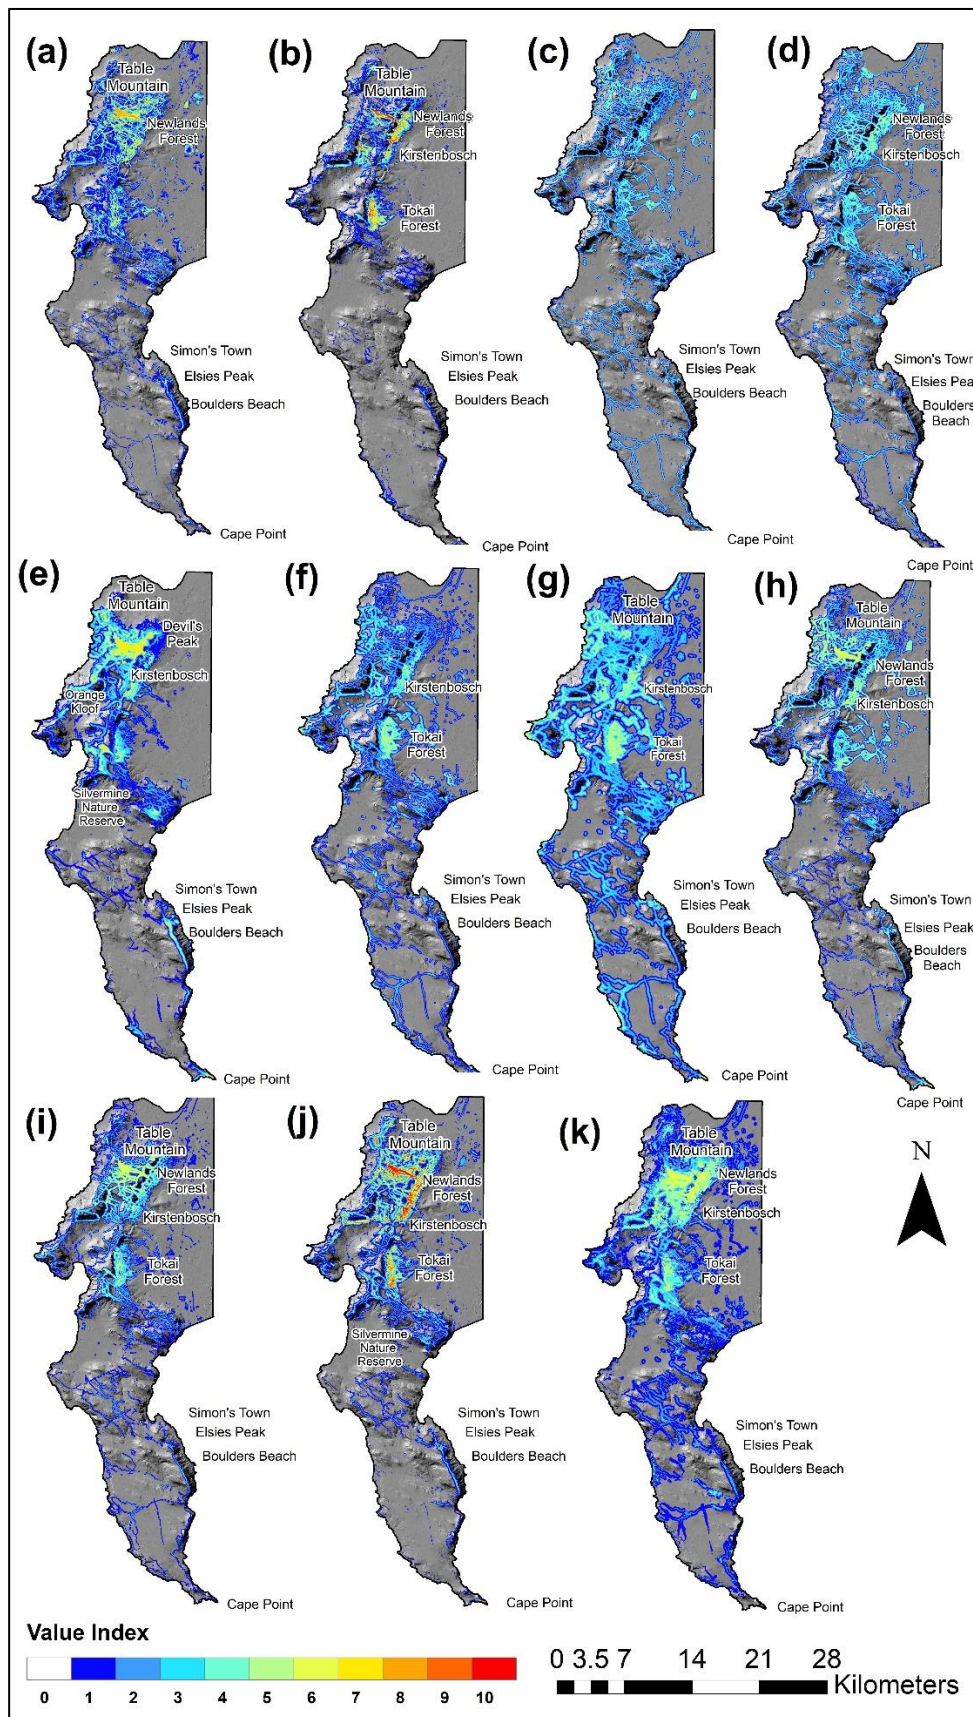 (a)
Table
Mountain
Newlands
Forest
Simon's Town
Elsies Peak
Boulders Beach
Cape Point
(b)
Table
Mountain
Newlands
Forest
Kirstenbosch
Tokai
Forest
Simon's Town
Elsies Peak
Boulders Beach
Cape Point
(c)
Simon's Town
Elsies Peak
Boulders Beach
Cape Point
(d)
Newlands
Forest
Kirstenbosch
Tokai
Forest
Simon's Town
Elsies Pea
Boulders
Beach
Cape Point
(e)
Table
Mountain
Devil's
Peak
Kirstenbosch
Orange
Kloof
Silvermine
Nature
Reserve
Simon's Town
Elsies Peak
Boulders Beach
Cape Point
(f)
Kirstenbosch
Tokai
Forest
Simon's Town
Elsies Peak
Boulders Beach
Cape Point
(g)
Table
Mountain
Kirstenbosch
Tokai
Forest
Simon's Town
Elsies Peak
Boulders Beach
Cape Point
(h)
Table
Mountain
Newlands
Forest
Kirstenbosch
Simon's Town
Elsies Peak
Boulders
Beach
Cape Point
(i)
Table
Mountain
Newlands
Forest
Kirstenbosch
Tokai
Forest
Simon's Town
Elsies Peak
Boulders Beach
Cape Point
(j)
Table
Mountain
Newlands
Forest
Kirstenbosch
Tokai
Forest
Silvermine
Nature
Reserve
Simon's Town
Elsies Peak
Boulders Beach
Cape Point
(k)
Table
Mountain
Newlands
Forest
Kirstenbosch
Tokai
Forest
Simon's Town
Elsies Peak
Boulders Beach
Cape Point
N
Value Index
0 1 2 3 4 5 6 7 8 9 10
0 3.5 7 14 21 28
Kilometers